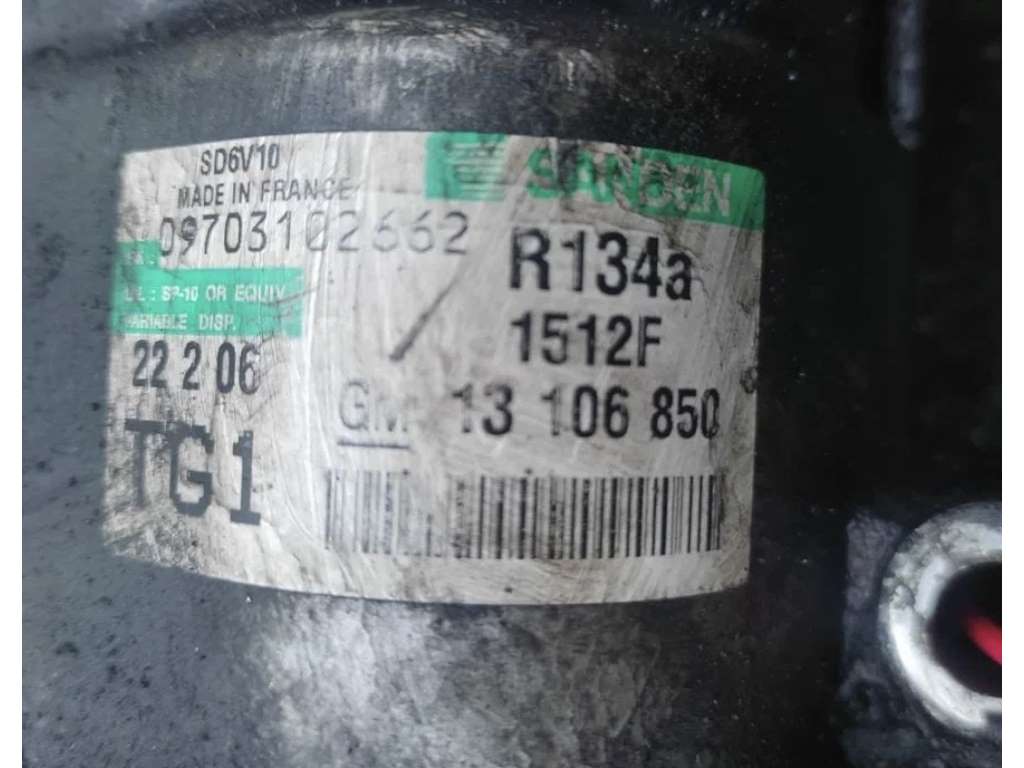 SD6V10
SANDEN
MADE IN FRANCE
09703102662
R134a
: SP-10 OR EQUIV
1512F
VARIABLE DISP.
22 2 06
GM 13 106 850
TG1